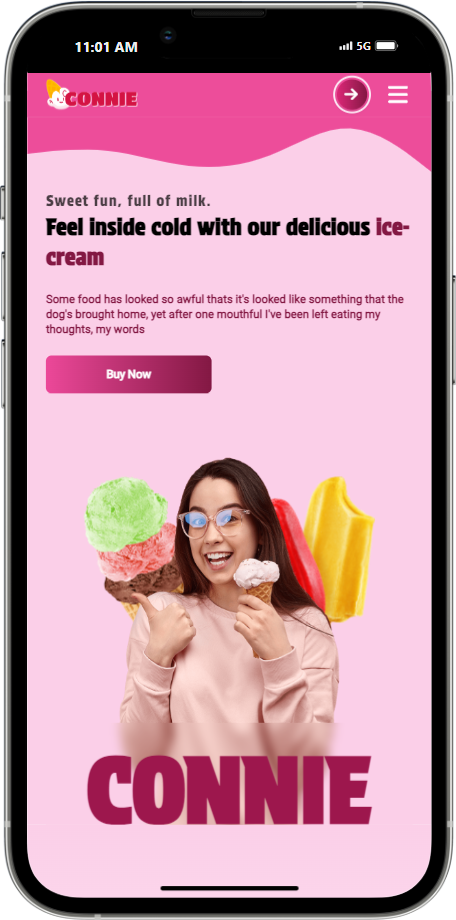 11:01 AM
5G
CONNIE
Sweet fun, full of milk.
Feel inside cold with our delicious ice-
cream
Some food has looked so awful thats it's looked like something that the
dog's brought home, yet after one mouthful I've been left eating my
thoughts, my words
Buy Now
CONNIE